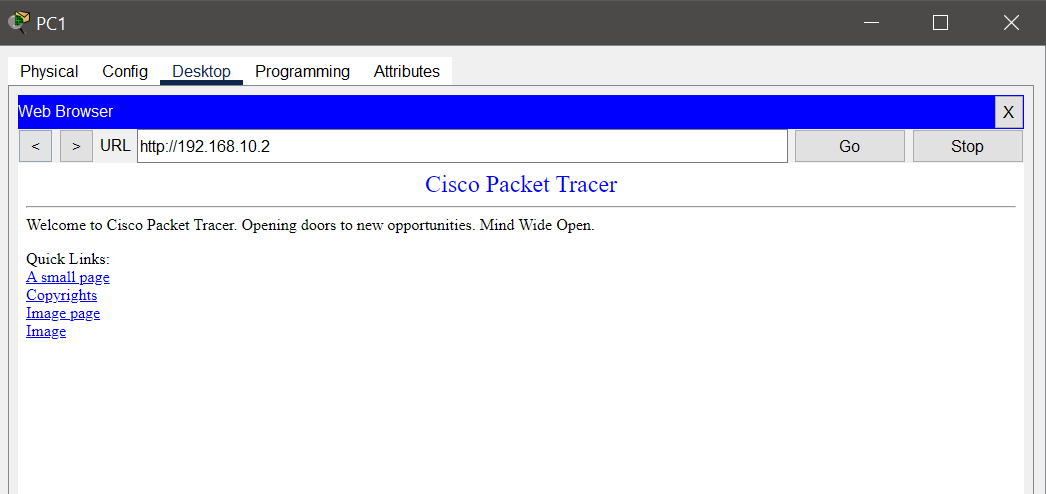 PC1
Physical Config Desktop Programming Attributes
Web Browser X
< > URL http://192.168.10.2 Go Stop
Cisco Packet Tracer
Welcome to Cisco Packet Tracer. Opening doors to new opportunities. Mind Wide Open.
Quick Links:
A small page
Copyrights
Image page
Image